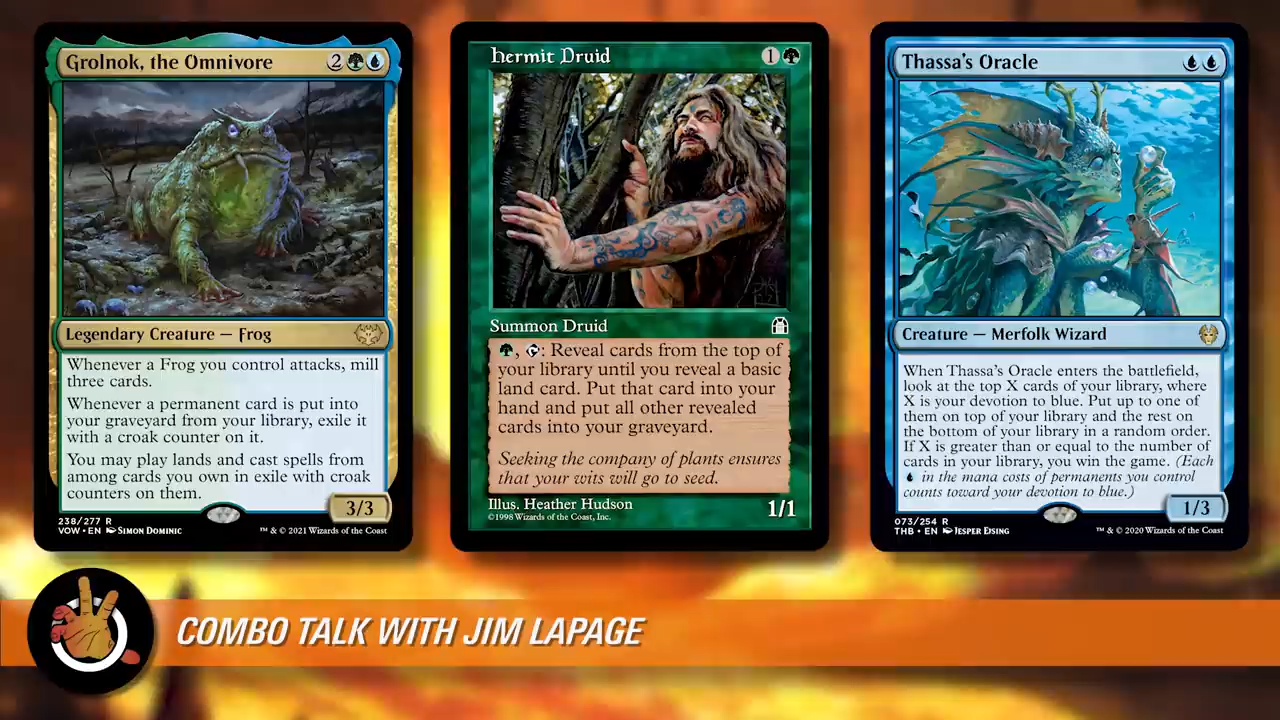 Grolnok, the Omnivore 2
Legendary Creature — Frog
Whenever a Frog you control attacks, mill
three cards.
Whenever a permanent card is put into
your graveyard from your library, exile it
with a croak counter on it.
You may play lands and cast spells from
among cards you own in exile with croak
counters on them.
3/3
238/277 R
VOW • EN Simon Dominic
™ & © 2021 Wizards of the Coast
Hermit Druid 1
Summon Druid
, : Reveal cards from the top of
your library until you reveal a basic
land card. Put that card into your
hand and put all other revealed
cards into your graveyard.
Seeking the company of plants ensures
that your wits will go to seed.
Illus. Heather Hudson
©1998 Wizards of the Coast, Inc.
1/1
Thassa's Oracle
Creature — Merfolk Wizard
When Thassa's Oracle enters the battlefield,
look at the top X cards of your library, where
X is your devotion to blue. Put up to one of
them on top of your library and the rest on
the bottom of your library in a random order.
If X is greater than or equal to the number of
cards in your library, you win the game. (Each
in the mana costs of permanents you control
counts toward your devotion to blue.)
1/3
073/254 R
THB • EN Jesper Eising
™ & © 2020 Wizards of the Coast
COMBO TALK WITH JIM LAPAGE